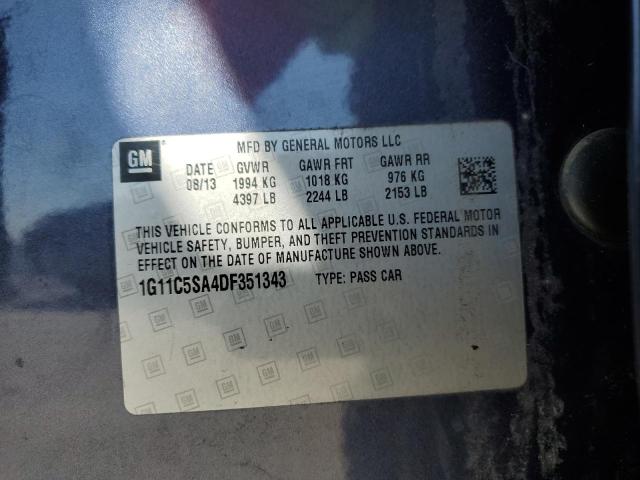 GM
MFD BY GENERAL MOTORS LLC
DATE GVWR GAWR FRT GAWR RR
08/13 1994 KG 1018 KG 976 KG
4397 LB 2244 LB 2153 LB
THIS VEHICLE CONFORMS TO ALL APPLICABLE U.S. FEDERAL MOTOR
VEHICLE SAFETY, BUMPER, AND THEFT PREVENTION STANDARDS IN
EFFECT ON THE DATE OF MANUFACTURE SHOWN ABOVE.
1G11C5SA4DF351343 TYPE: PASS CAR